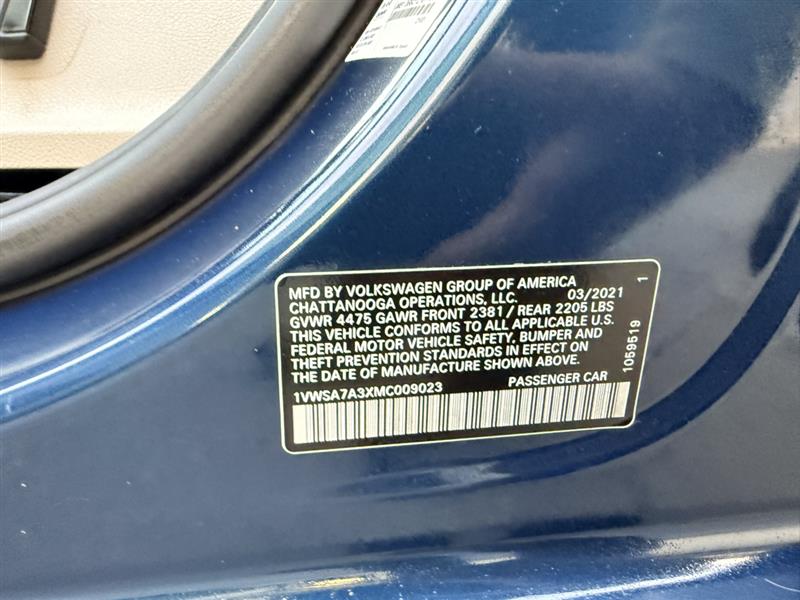 MFD BY VOLKSWAGEN GROUP OF AMERICA
CHATTANOOGA OPERATIONS, LLC. 03/2021
GVWR 4475 GAWR FRONT 2381 / REAR 2205 LBS
THIS VEHICLE CONFORMS TO ALL APPLICABLE U.S.
FEDERAL MOTOR VEHICLE SAFETY, BUMPER AND
THEFT PREVENTION STANDARDS IN EFFECT ON
THE DATE OF MANUFACTURE SHOWN ABOVE.
1VWSA7A3XMC009023 PASSENGER CAR
1059519 1